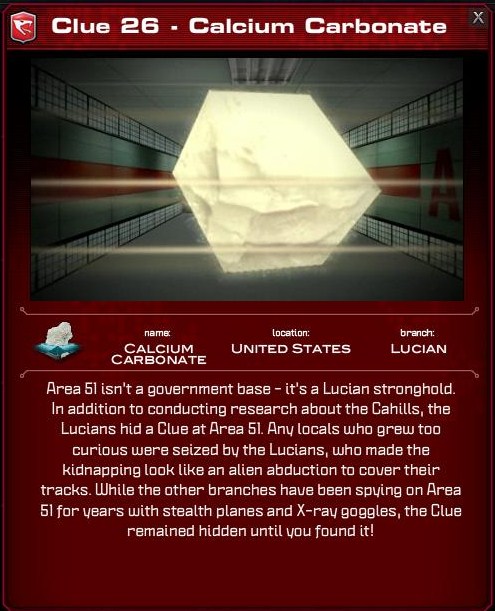 Clue 26 - Calcium Carbonate
X
A
name:
CALCIUM
CARBONATE
location:
UNITED STATES
branch:
LUCIAN
Area 51 isn't a government base - it's a Lucian stronghold.
In addition to conducting research about the Cahills, the
Lucians hid a Clue at Area 51. Any locals who grew too
curious were seized by the Lucians, who made the
kidnapping look like an alien abduction to cover their
tracks. While the other branches have been spying on Area
51 for years with stealth planes and X-ray goggles, the Clue
remained hidden until you found it!